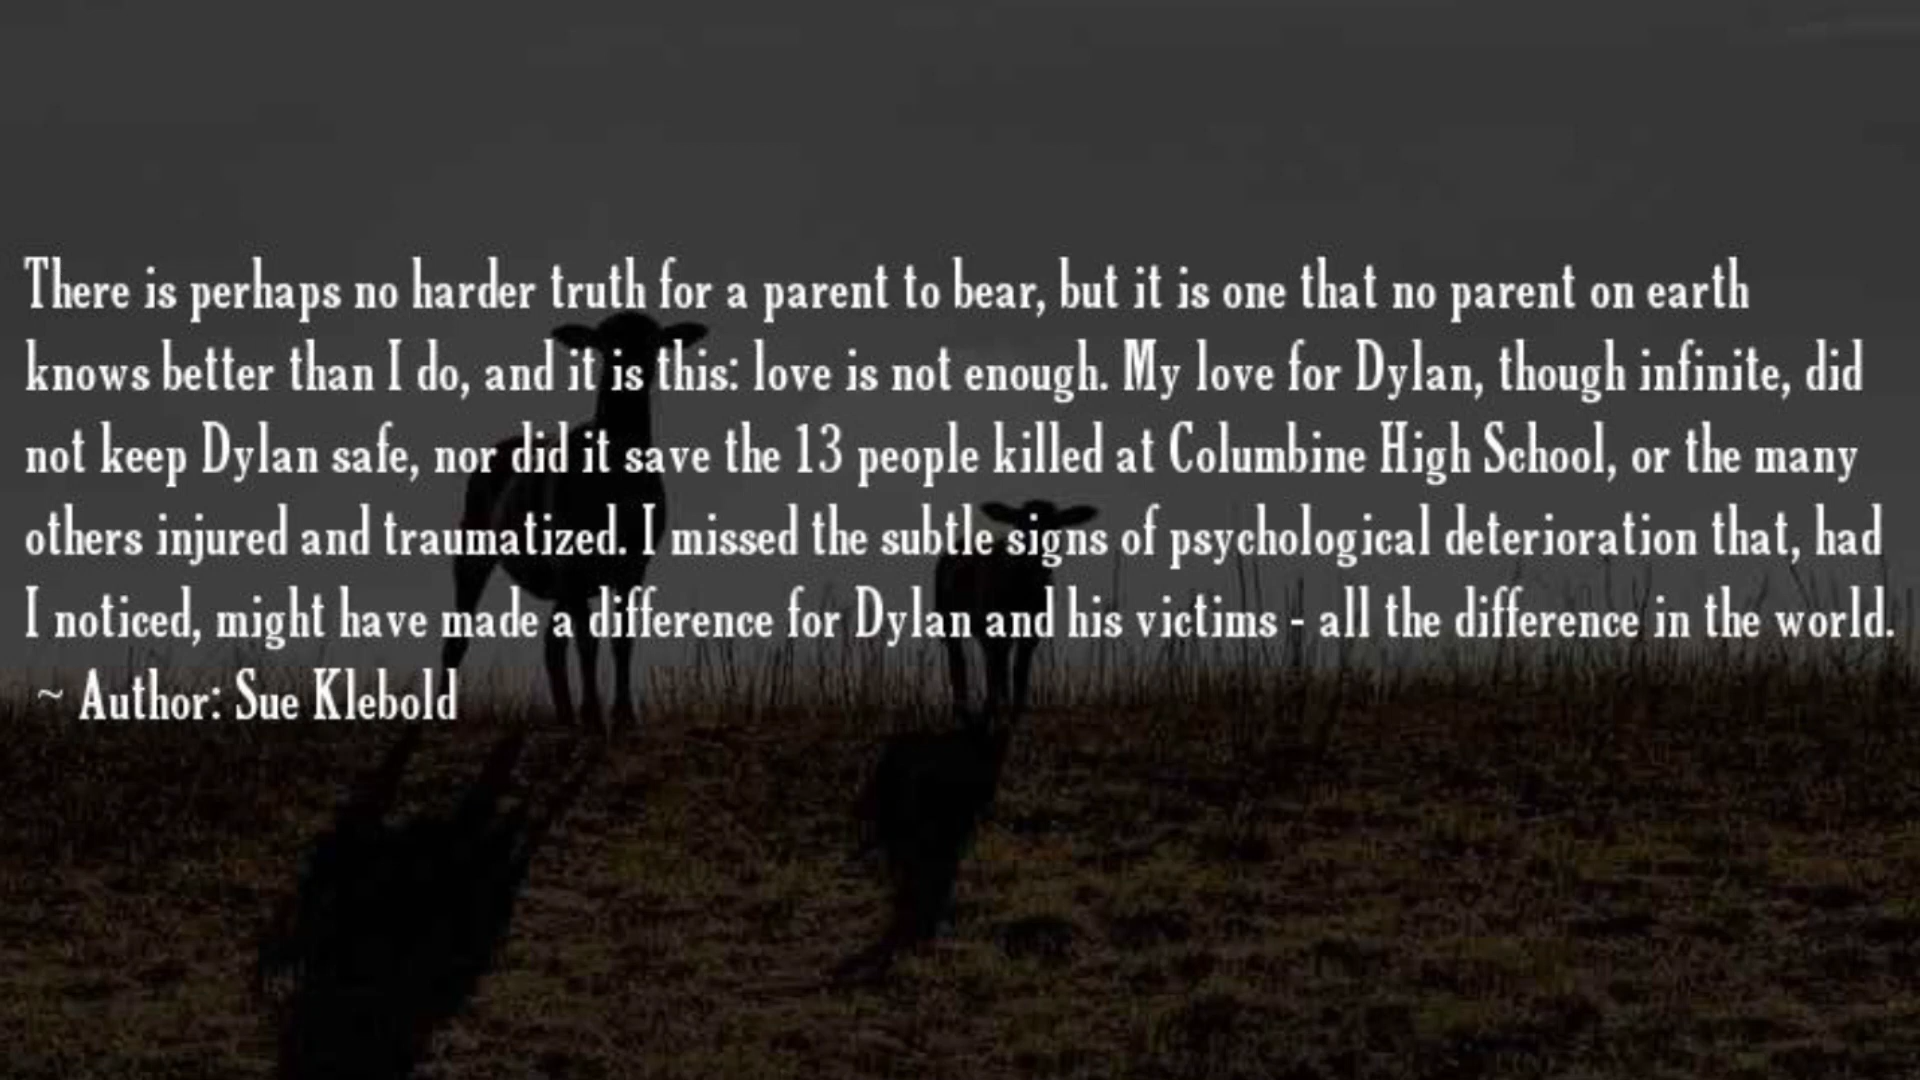 There is perhaps no harder truth for a parent to bear, but it is one that no parent on earth
knows better than I do, and it is this: love is not enough. My love for Dylan, though infinite, did
not keep Dylan safe, nor did it save the 13 people killed at Columbine High School, or the many
others injured and traumatized. I missed the subtle signs of psychological deterioration that, had
I noticed, might have made a difference for Dylan and his victims - all the difference in the world.
~ Author: Sue Klebold